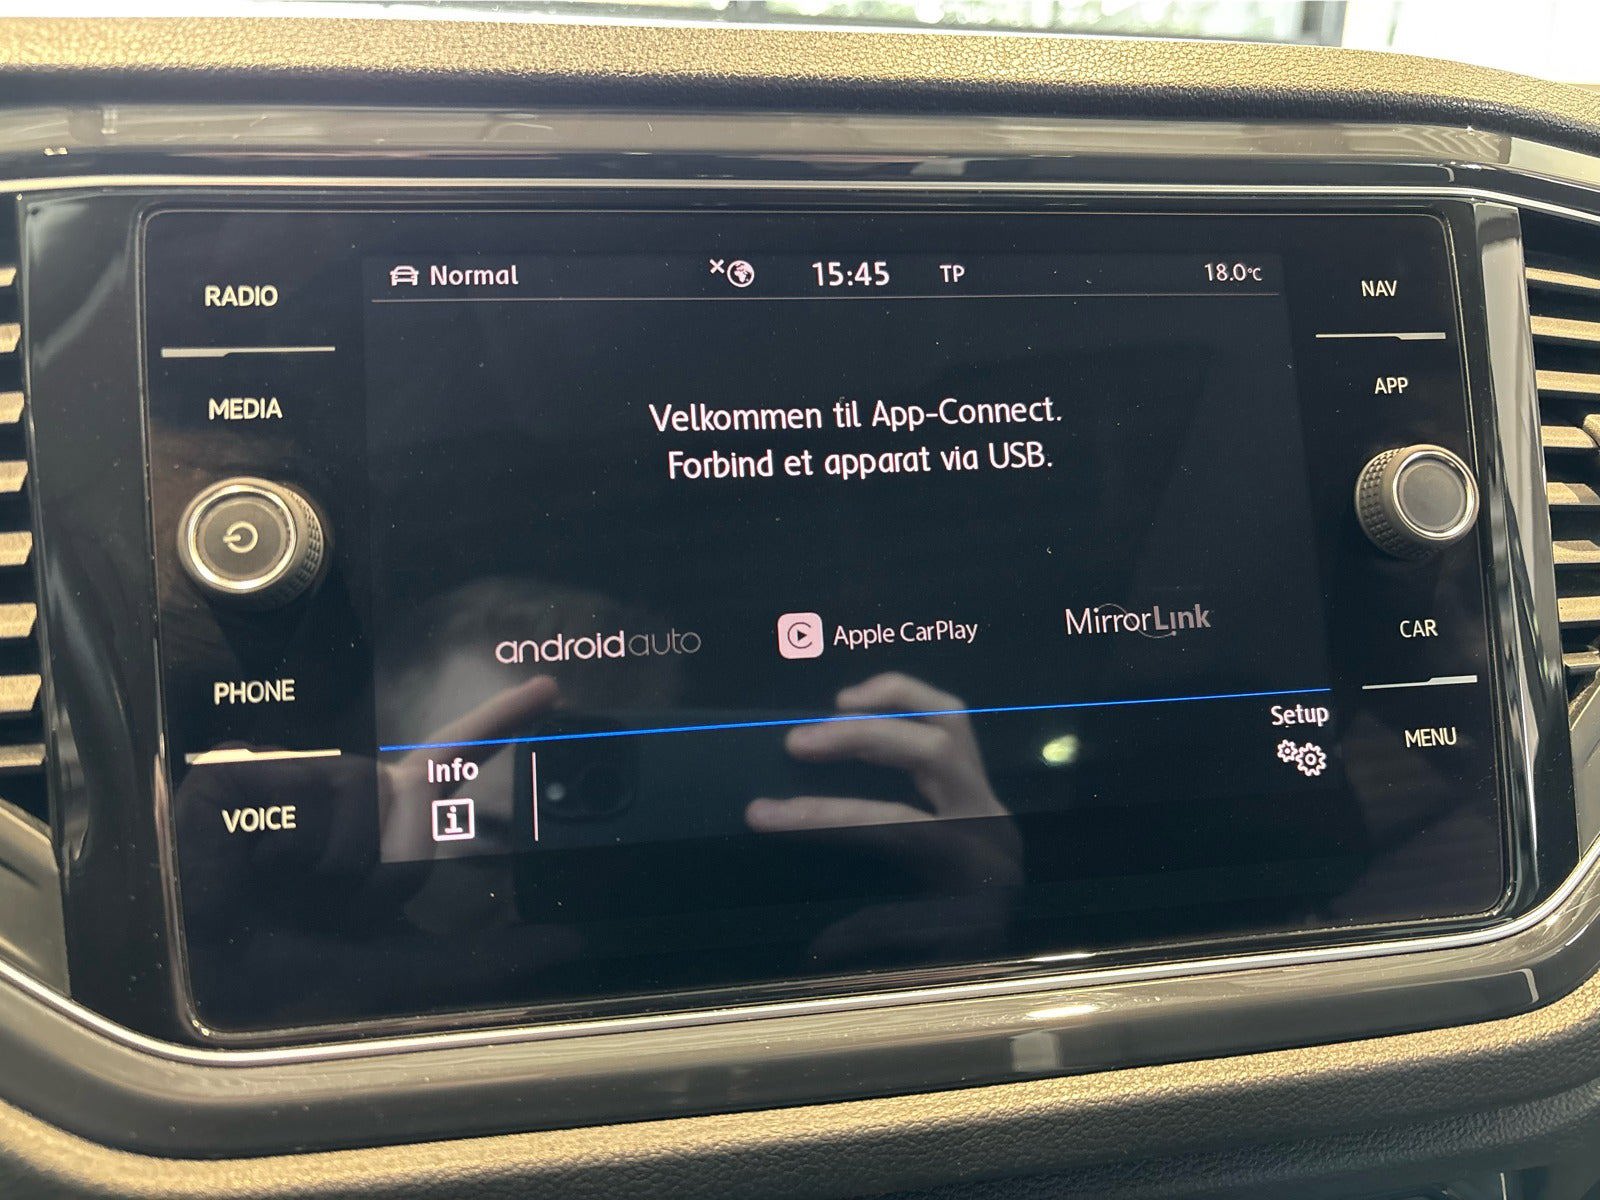 RADIO
MEDIA
PHONE
VOICE
Normal 15:45 TP 18.0°C
Velkommen til App-Connect.
Forbind et apparat via USB.
androidauto Apple CarPlay MirrorLink
Info
Setup
NAV
APP
CAR
MENU